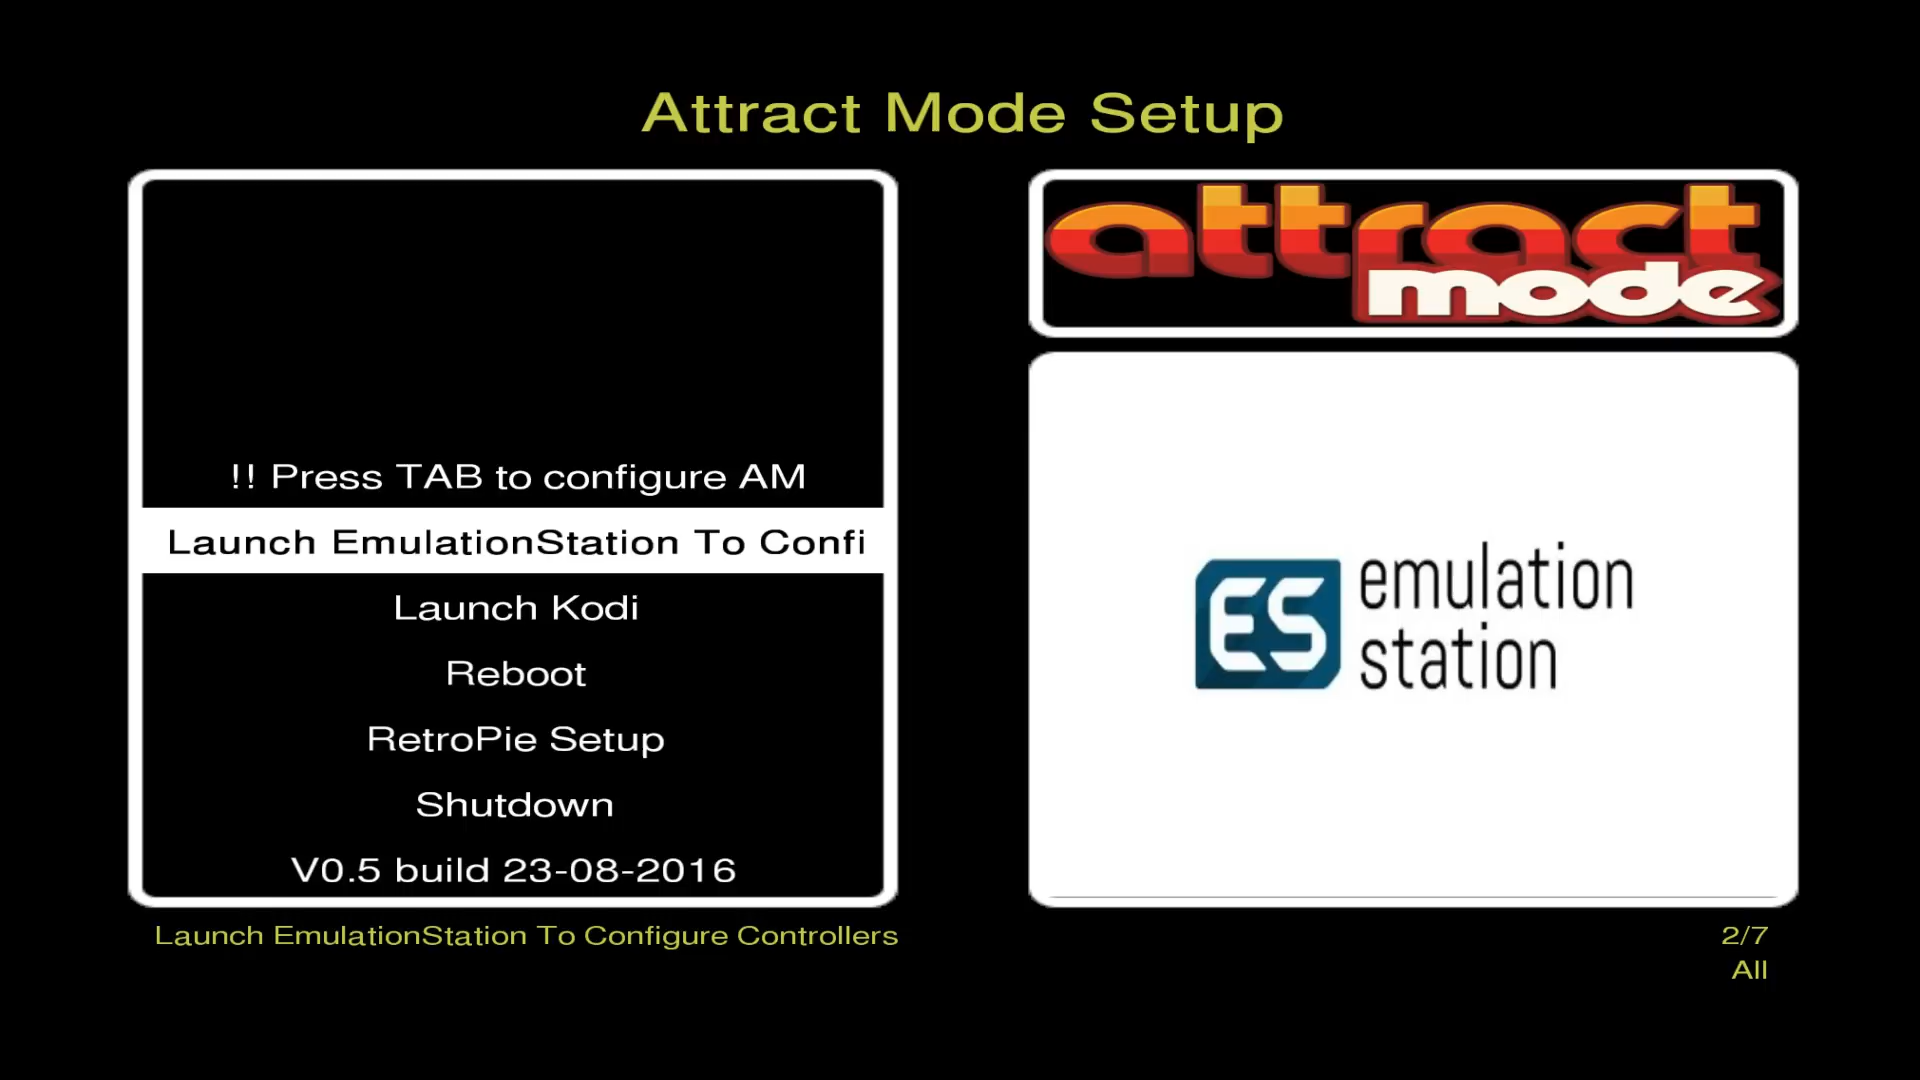 Attract Mode Setup
!! Press TAB to configure AM
Launch EmulationStation To Confi
Launch Kodi
Reboot
RetroPie Setup
Shutdown
V0.5 build 23-08-2016
Launch EmulationStation To Configure Controllers
attract
mode
ES
emulation
station
2/7
All